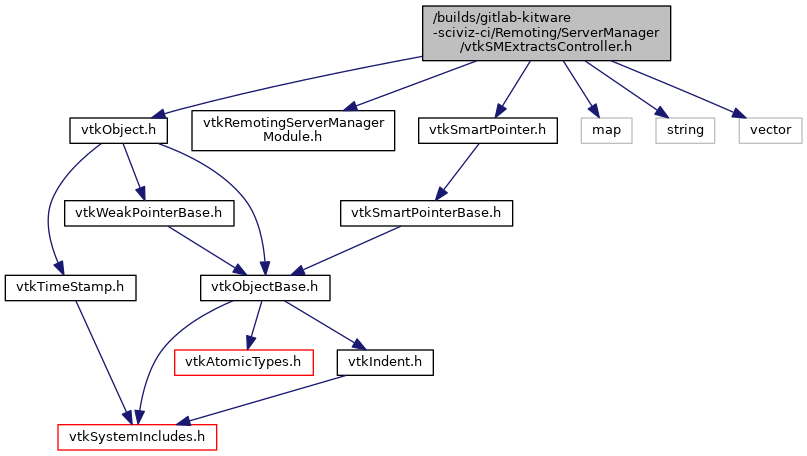 /builds/gitlab-kitware
-sciviz-ci/Remoting/ServerManager
/vtkSMExtractsController.h
vtkObject.h
vtkRemotingServerManager
Module.h
vtkSmartPointer.h
map
string
vector
vtkWeakPointerBase.h
vtkSmartPointerBase.h
vtkTimeStamp.h
vtkObjectBase.h
vtkAtomicTypes.h
vtkIndent.h
vtkSystemIncludes.h